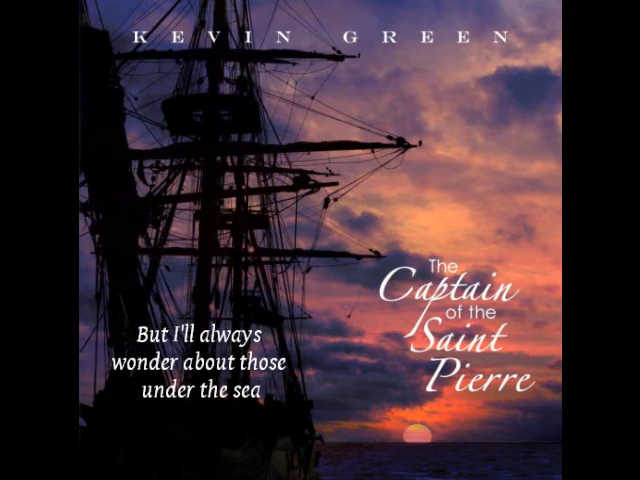 KEVIN GREEN
The
Captain
of the
Saint
Pierre
But I'll always
wonder about those
under the sea